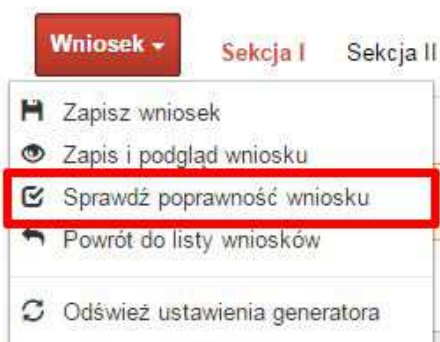 Wniosek Sekcja I Sekcja II
Zapisz wniosek
Zapis i podgląd wniosku
Sprawdź poprawność wniosku
Powrót do listy wniosków
Odśwież ustawienia generatora